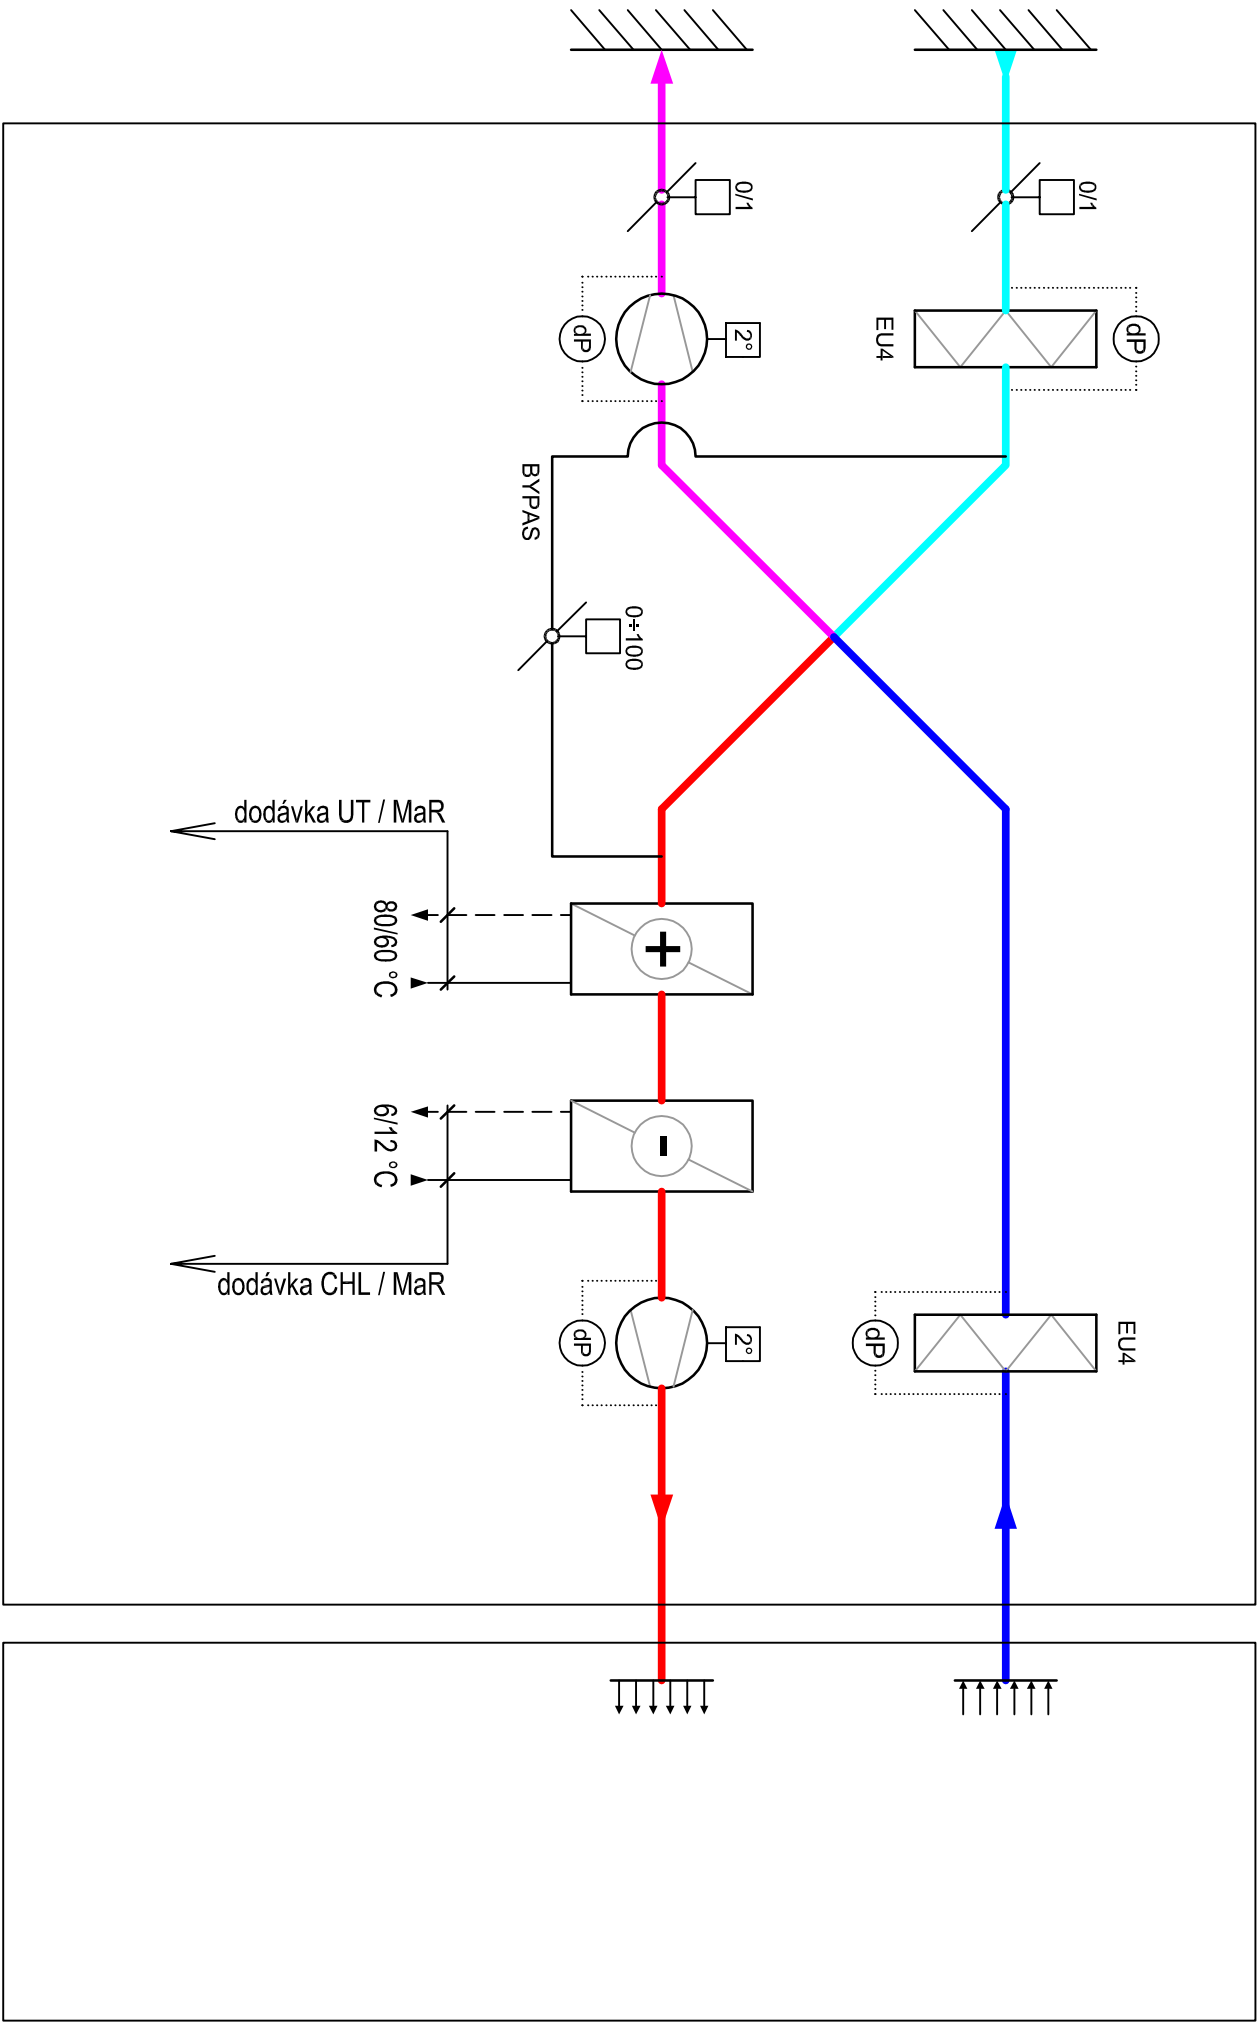 0/1
0/1
dP
2°
EU4
dP
BYPAS
0÷100
dodávka UT / MaR
80/60 °C
+
6/12 °C
-
dodávka CHL / MaR
dP
2°
dP
EU4